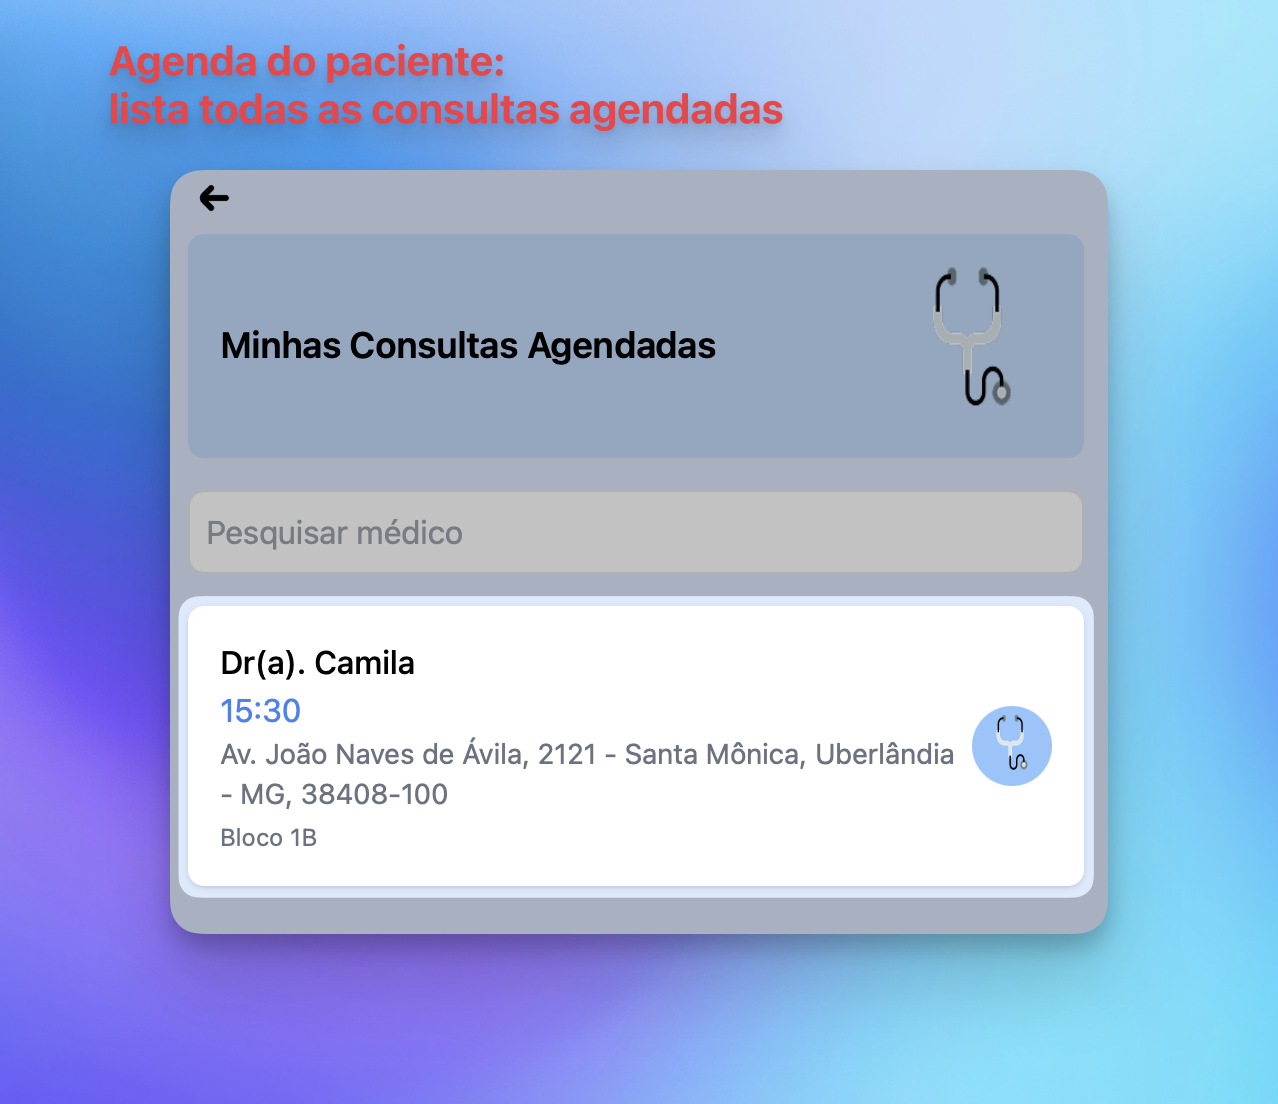 Agenda do paciente:
lista todas as consultas agendadas
Minhas Consultas Agendadas
Pesquisar médico
Dr(a). Camila
15:30
Av. João Naves de Ávila, 2121 - Santa Mônica, Uberlândia
- MG, 38408-100
Bloco 1B